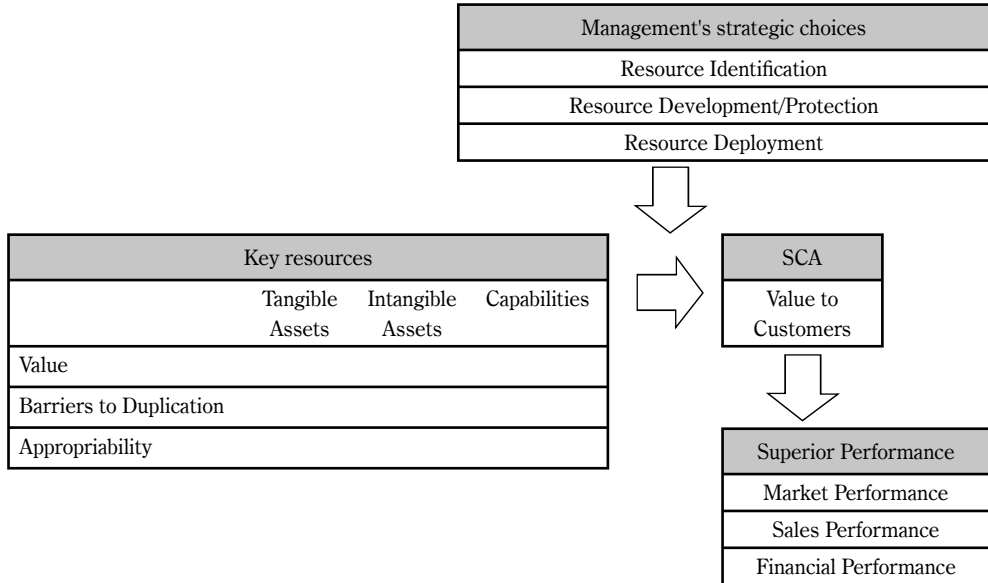 Management's strategic choices
Resource Identification
Resource Development/Protection
Resource Deployment
Key resources
Tangible Assets
Intangible Assets
Capabilities
Value
Barriers to Duplication
Appropriability
SCA
Value to
Customers
Superior Performance
Market Performance
Sales Performance
Financial Performance